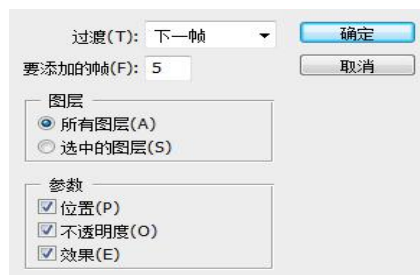 过渡(T): 下一帧 确定
要添加的帧(F): 5 取消
图层
所有图层(A)
选中的图层(S)
参数
位置(P)
不透明度(O)
效果(E)